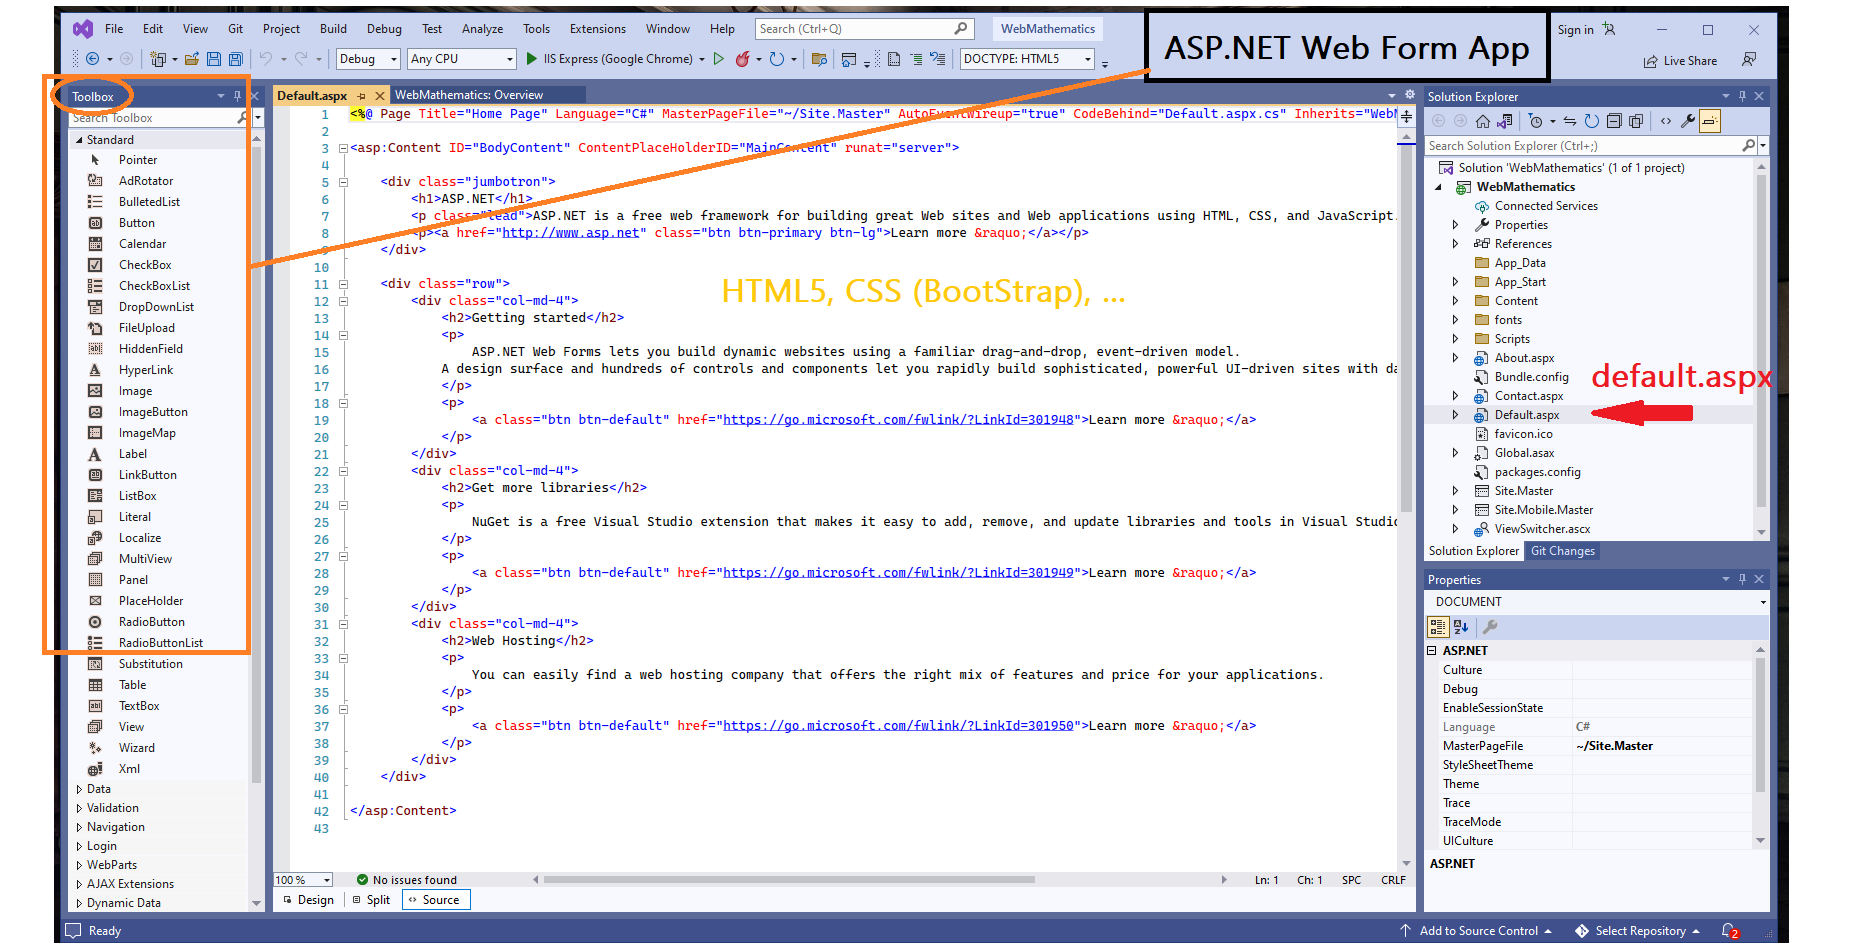 File Edit View Git Project Build Debug Test Analyze Tools Extensions Window Help Search (Ctrl+Q) WebMathematics
ASP.NET Web Form App
Sign in
Debug Any CPU IIS Express (Google Chrome) DOCTYPE: HTML5
Live Share
Toolbox
Search Toolbox
Standard
Pointer
AdRotator
BulletedList
Button
Calendar
CheckBox
CheckBoxList
DropDownList
FileUpload
HiddenField
HyperLink
Image
ImageButton
ImageMap
Label
LinkButton
ListBox
Literal
Localize
MultiView
Panel
PlaceHolder
RadioButton
RadioButtonList
Substitution
Table
TextBox
View
Wizard
Xml
Data
Validation
Navigation
Login
WebParts
AJAX Extensions
Dynamic Data
Default.aspx WebMathematics: Overview
1 <%@ Page Title="Home Page" Language="C#" MasterPageFile="~/Site.Master" AutoEventWireup="true" CodeBehind="Default.aspx.cs" Inherits="WebM
2
3 <asp:Content ID="BodyContent" ContentPlaceHolderID="MainContent" runat="server">
4
5 <div class="jumbotron">
6 <h1>ASP.NET</h1>
7 <p class="lead">ASP.NET is a free web framework for building great Web sites and Web applications using HTML, CSS, and JavaScript.
8 <p><a href="http://www.asp.net" class="btn btn-primary btn-lg">Learn more &raquo;</a></p>
9 </div>
10
11 <div class="row">
12 <div class="col-md-4">
13 <h2>Getting started</h2>
14 <p>
15 ASP.NET Web Forms lets you build dynamic websites using a familiar drag-and-drop, event-driven model.
16 A design surface and hundreds of controls and components let you rapidly build sophisticated, powerful UI-driven sites with da
17 </p>
18 <p>
19 <a class="btn btn-default" href="https://go.microsoft.com/fwlink/?LinkId=301948">Learn more &raquo;</a>
20 </p>
21 </div>
22 <div class="col-md-4">
23 <h2>Get more libraries</h2>
24 <p>
25 NuGet is a free Visual Studio extension that makes it easy to add, remove, and update libraries and tools in Visual Studio
26 </p>
27 <p>
28 <a class="btn btn-default" href="https://go.microsoft.com/fwlink/?LinkId=301949">Learn more &raquo;</a>
29 </p>
30 </div>
31 <div class="col-md-4">
32 <h2>Web Hosting</h2>
33 <p>
34 You can easily find a web hosting company that offers the right mix of features and price for your applications.
35 </p>
36 <p>
37 <a class="btn btn-default" href="https://go.microsoft.com/fwlink/?LinkId=301950">Learn more &raquo;</a>
38 </p>
39 </div>
40 </div>
41
42 </asp:Content>
43
HTML5, CSS (BootStrap), ...
100 % No issues found Ln: 1 Ch: 1 SPC CRLF
Design Split Source
Solution Explorer
Search Solution Explorer (Ctrl+;)
Solution 'WebMathematics' (1 of 1 project)
WebMathematics
Connected Services
Properties
References
App_Data
App_Start
Content
fonts
Scripts
About.aspx
Bundle.config
Contact.aspx
Default.aspx
favicon.ico
Global.asax
packages.config
Site.Master
Site.Mobile.Master
ViewSwitcher.ascx
default.aspx
Solution Explorer Git Changes
Properties
DOCUMENT
ASP.NET
Culture
Debug
EnableSessionState
Language C#
MasterPageFile ~/Site.Master
StyleSheetTheme
Theme
Trace
TraceMode
UICulture
ASP.NET
Ready Add to Source Control Select Repository 2